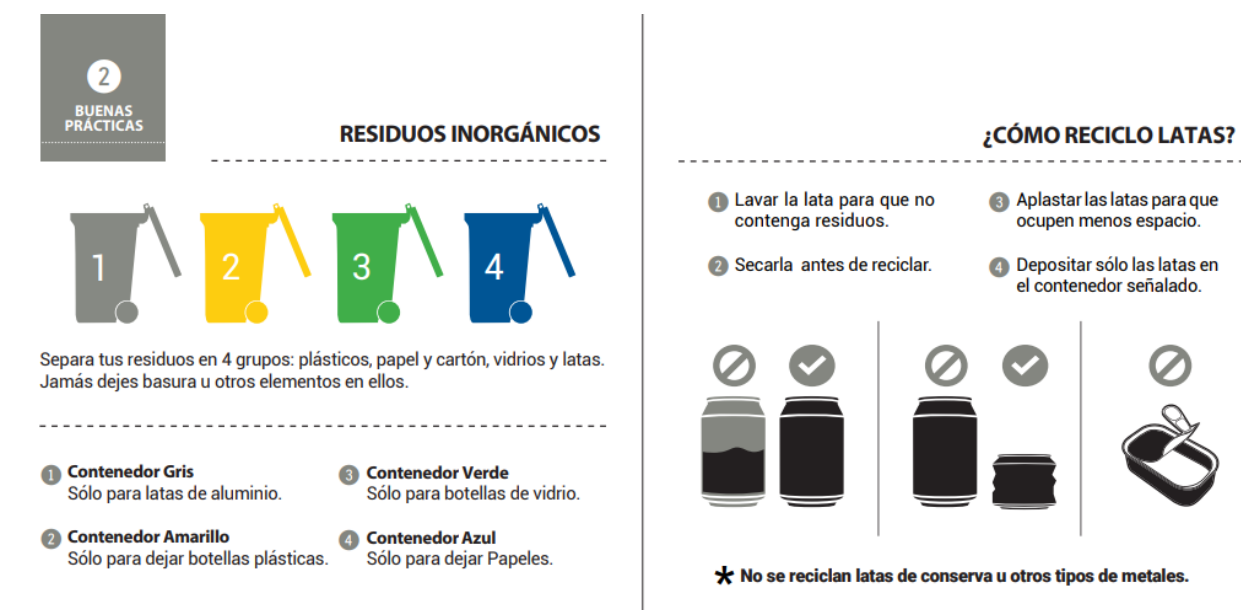 2
BUENAS
PRÁCTICAS
RESIDUOS INORGÁNICOS
1
2
3
4
Separa tus residuos en 4 grupos: plásticos, papel y cartón, vidrios y latas.
Jamás dejes basura u otros elementos en ellos.
1 Contenedor Gris
Sólo para latas de aluminio.
2 Contenedor Amarillo
Sólo para dejar botellas plásticas.
3 Contenedor Verde
Sólo para botellas de vidrio.
4 Contenedor Azul
Sólo para dejar Papeles.
¿CÓMO RECICLO LATAS?
1 Lavar la lata para que no
contenga residuos.
2 Secarla antes de reciclar.
3 Aplastar las latas para que
ocupen menos espacio.
4 Depositar sólo las latas en
el contenedor señalado.
* No se reciclan latas de conserva u otros tipos de metales.